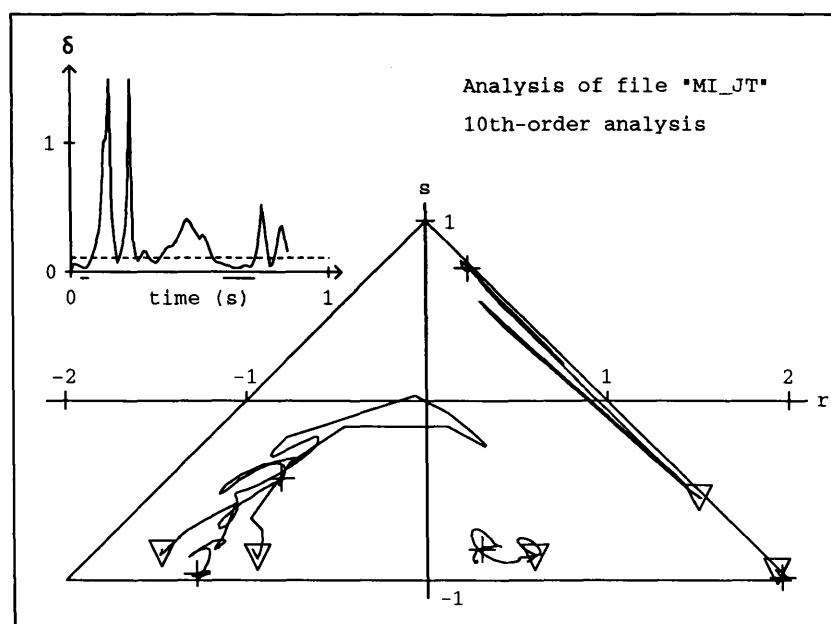 δ
Analysis of file "MI_JT"
10th-order analysis
1
0
0
time (s)
1
s
1
-2
-1
1
2
r
-1